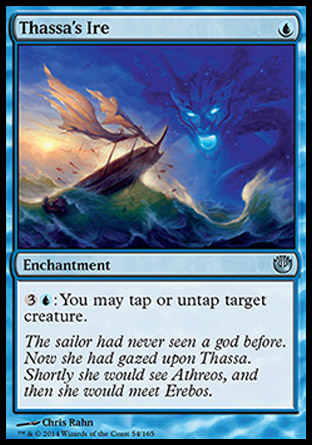 Thassa's Ire
Enchantment
3: You may tap or untap target
creature.
The sailor had never seen a god before.
Now she had gazed upon Thassa.
Shortly she would see Athreos, and
then she would meet Erebos.
Chris Rahn
™ & © 2014 Wizards of the Coast 54/165